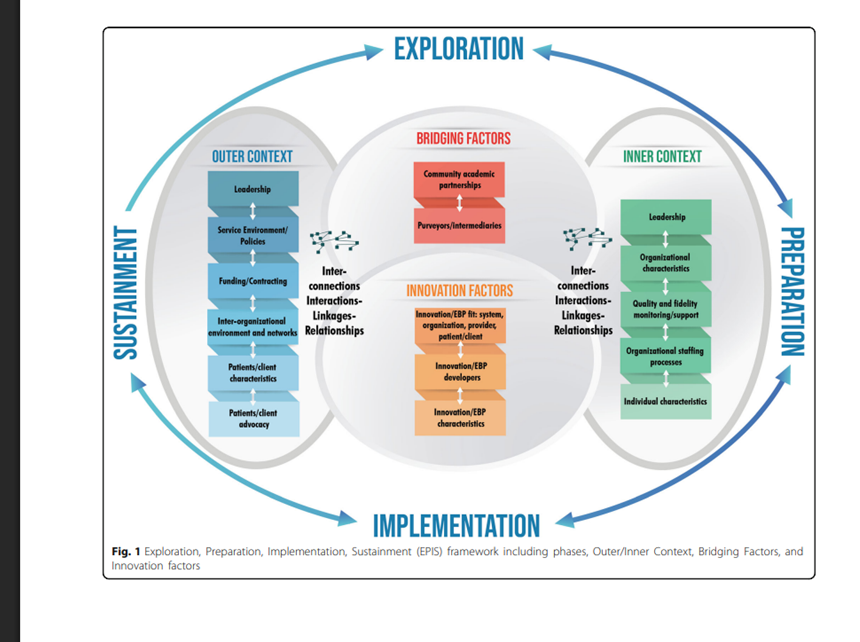 EXPLORATION
BRIDGING FACTORS
Community academic
partnerships
Purveyors/intermediaries
OUTER CONTEXT
Leadership
Service Environment/
Policies
Funding/Contracting
Inter-organizational
environment and networks
Patients/client
characteristics
Patients/client
advocacy
Inter-
connections
Interactions-
Linkages-
Relationships
INNOVATION FACTORS
Innovation/EBP fit: system,
organization, provider,
patient/client
Innovation/EBP
developers
Innovation/EBP
characteristics
Inter-
connections
Interactions-
Linkages-
Relationships
INNER CONTEXT
Leadership
Organizational
characteristics
Quality and fidelity
monitoring/support
Organizational staffing
processes
Individual characteristics
SUSTAINMENT
PREPARATION
IMPLEMENTATION
Fig. 1 Exploration, Preparation, Implementation, Sustainment (EPIS) framework including phases, Outer/Inner Context, Bridging Factors, and
Innovation factors